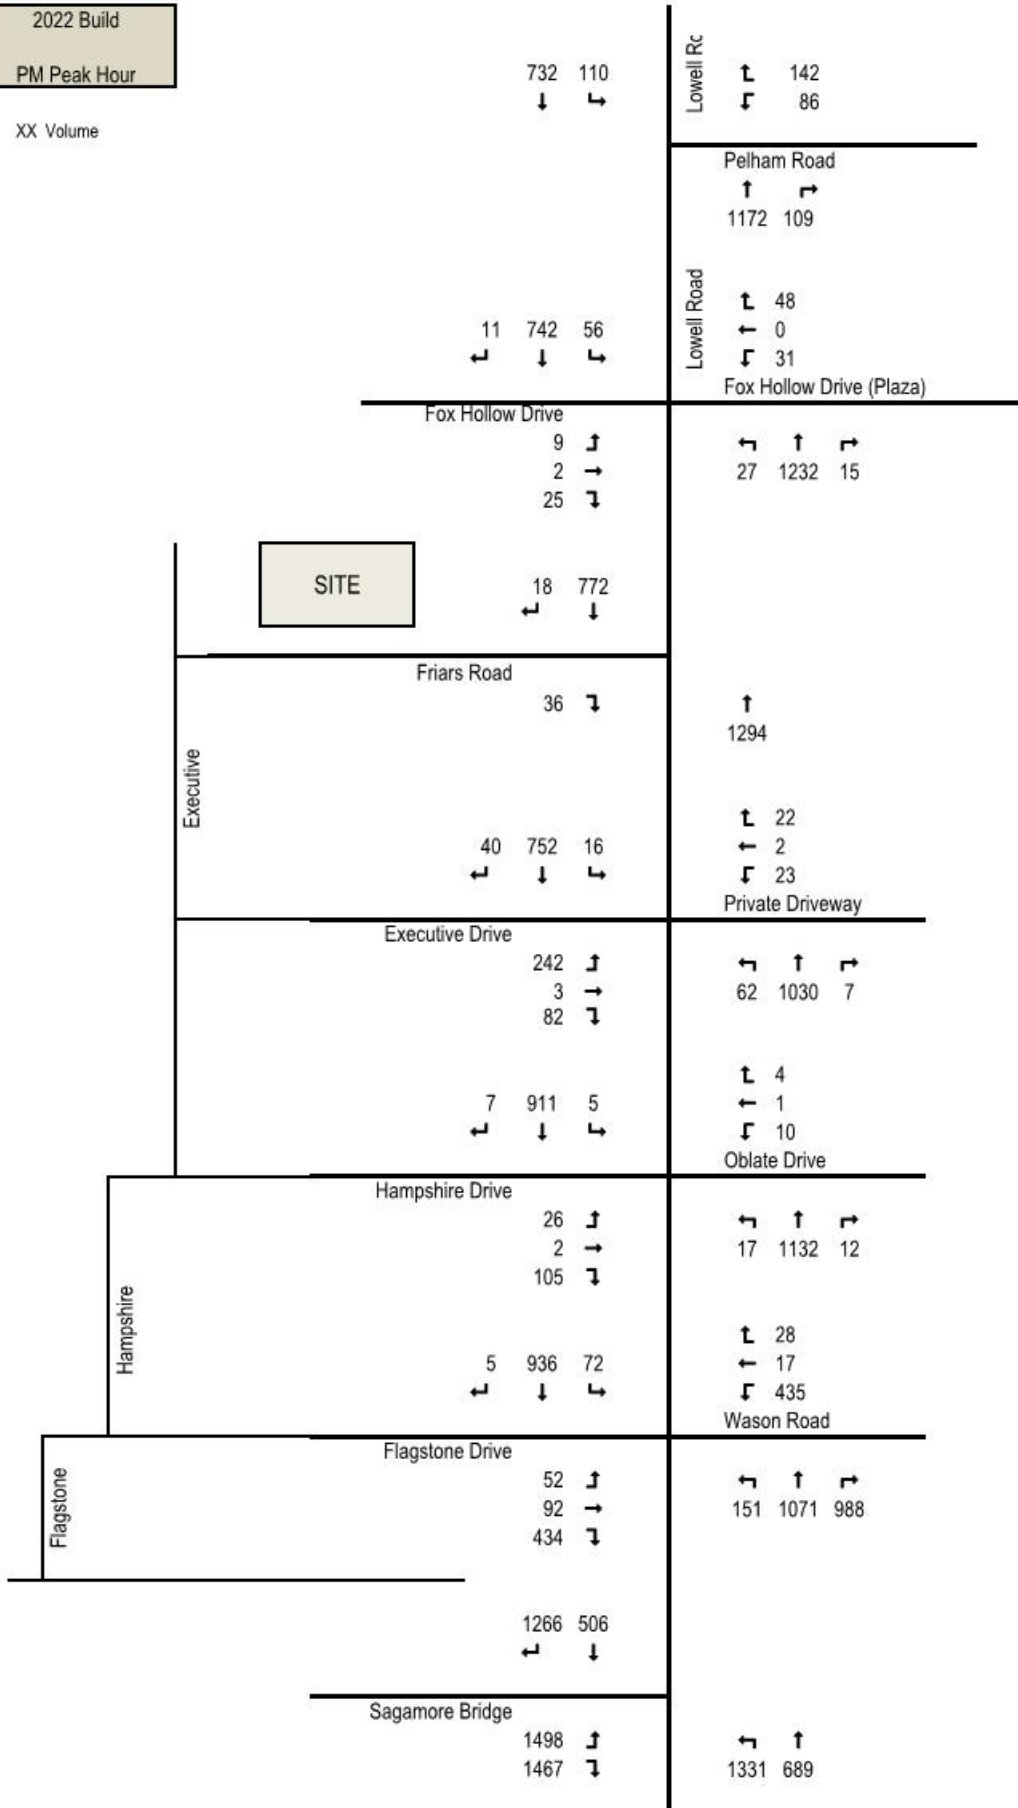 2022 Build
PM Peak Hour
XX Volume
732 110
Lowell Rc
142
86
Pelham Road
1172 109
Lowell Road
48
0
31
11 742 56
Fox Hollow Drive (Plaza)
Fox Hollow Drive
9
2
25
27 1232 15
SITE
18 772
Friars Road
36
1294
Executive
22
2
23
40 752 16
Private Driveway
Executive Drive
242
3
82
62 1030 7
4
1
10
7 911 5
Oblate Drive
Hampshire Drive
26
2
105
17 1132 12
Hampshire
28
17
435
5 936 72
Wason Road
Flagstone Drive
52
92
434
151 1071 988
Flagstone
1266 506
Sagamore Bridge
1498
1467
1331 689